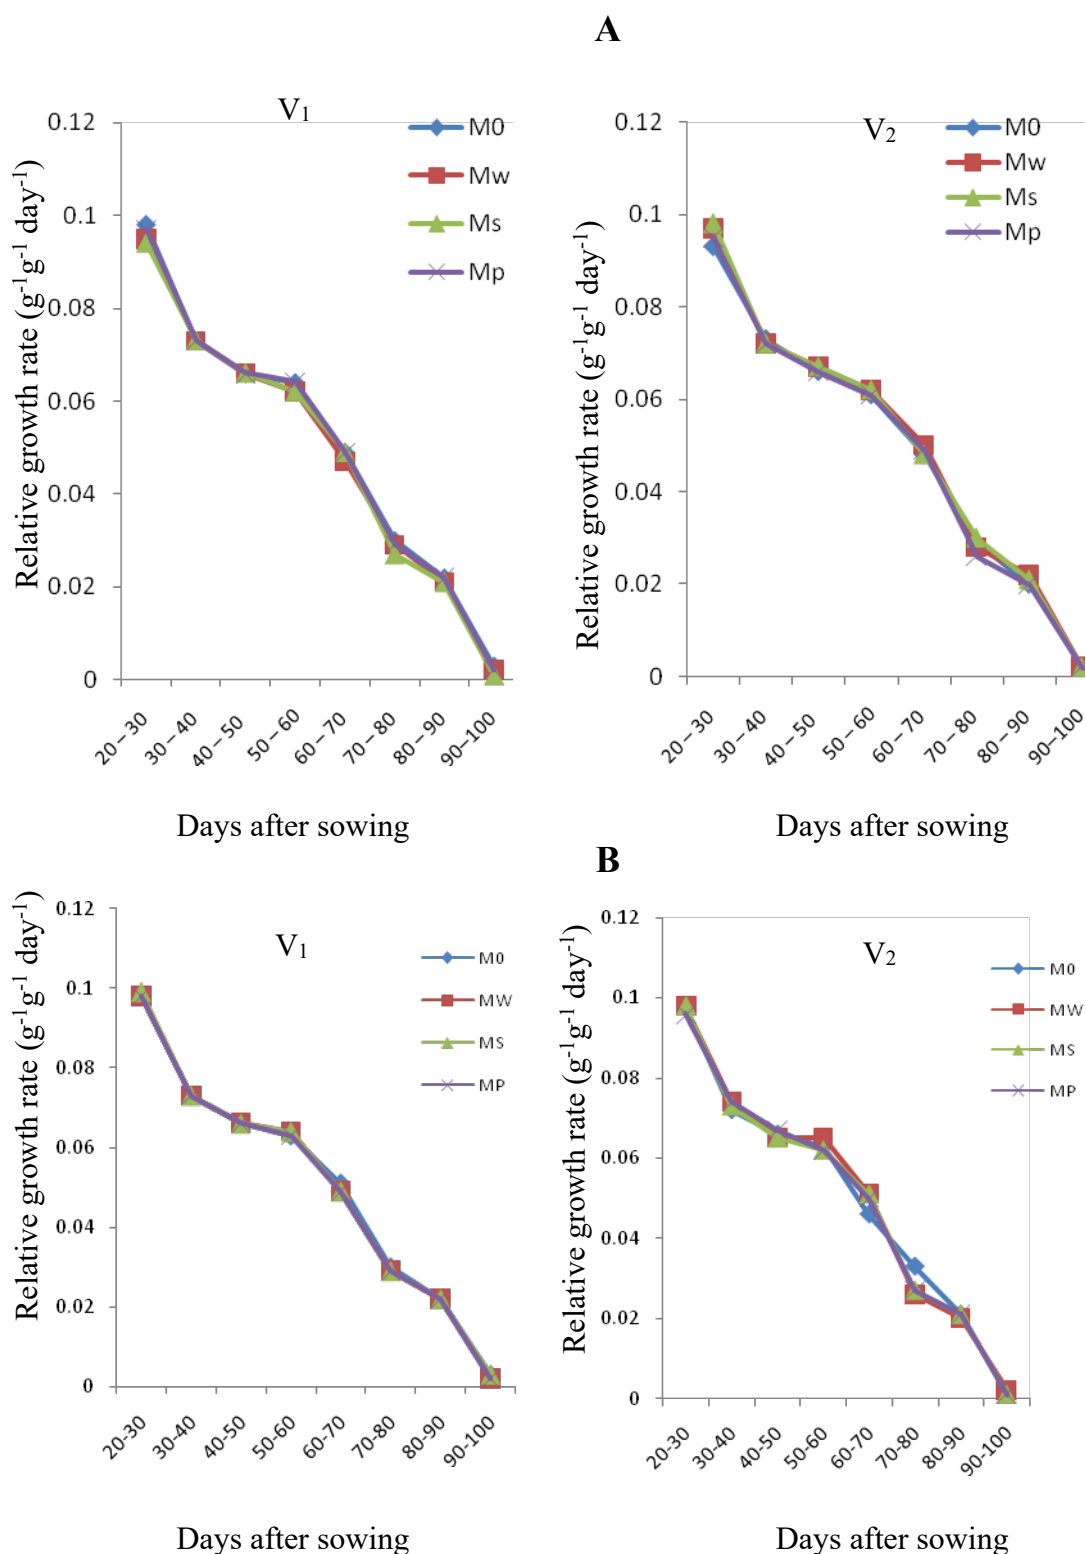 A
V₁
0.12
0.1
0.08
0.06
0.04
0.02
0
M0
Mw
Ms
Mp
Relative growth rate (g⁻¹g⁻¹ day⁻¹)
20–30
30–40
40–50
50–60
60–70
70–80
80–90
90–100
Days after sowing
V₂
0.12
0.1
0.08
0.06
0.04
0.02
0
M0
Mw
Ms
Mp
Relative growth rate (g⁻¹g⁻¹ day⁻¹)
20–30
30–40
40–50
50–60
60–70
70–80
80–90
90–100
Days after sowing
B
V₁
0.12
0.1
0.08
0.06
0.04
0.02
0
M0
MW
MS
MP
Relative growth rate (g⁻¹g⁻¹ day⁻¹)
20-30
30-40
40-50
50-60
60-70
70-80
80-90
90-100
Days after sowing
V₂
0.12
0.1
0.08
0.06
0.04
0.02
0
M0
MW
MS
MP
Relative growth rate (g⁻¹g⁻¹ day⁻¹)
20-30
30-40
40-50
50-60
60-70
70-80
80-90
90-100
Days after sowing